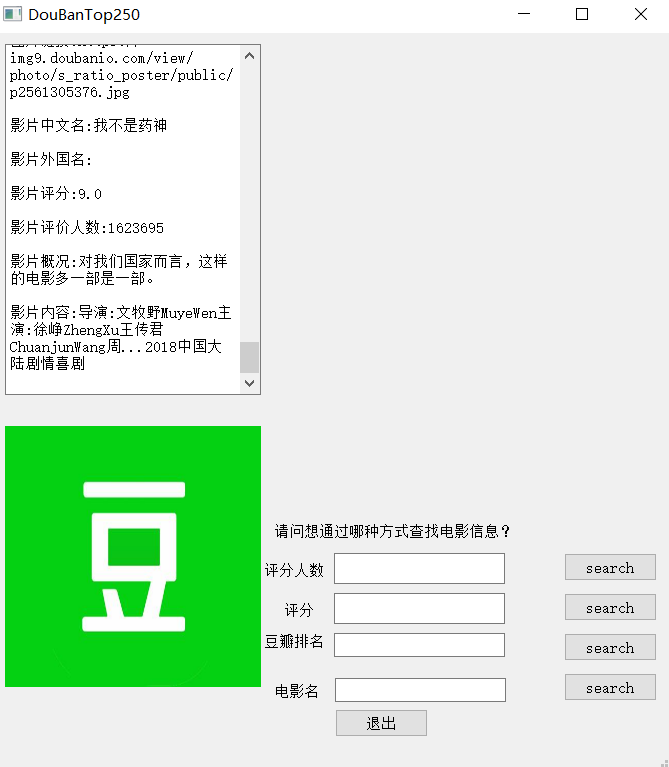 DouBanTop250
img9.doubanio.com/view/
photo/s_ratio_poster/public/
p2561305376.jpg
影片中文名:我不是药神
影片外国名:
影片评分:9.0
影片评价人数:1623695
影片概况:对我们国家而言，这样
的电影多一部是一部。
影片内容:导演:文牧野MuyeWen主
演:徐峥ZhengXu王传君
ChuanjunWang周...2018中国大
陆剧情喜剧
豆
请问想通过哪种方式查找电影信息？
评分人数
search
评分
search
豆瓣排名
search
电影名
search
退出